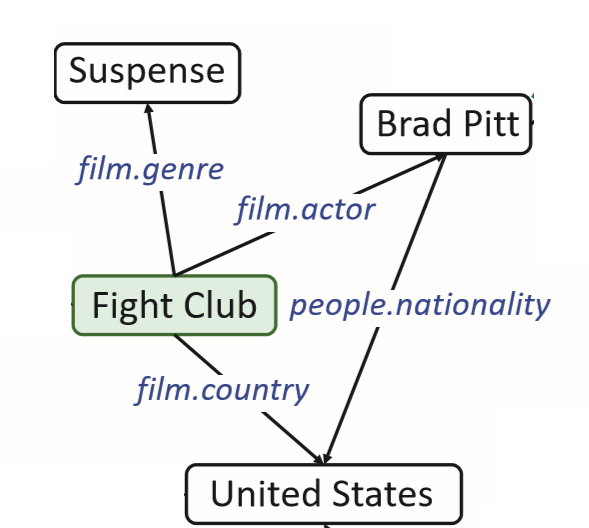 Suspense
Brad Pitt
film.genre
film.actor
Fight Club
people.nationality
film.country
United States